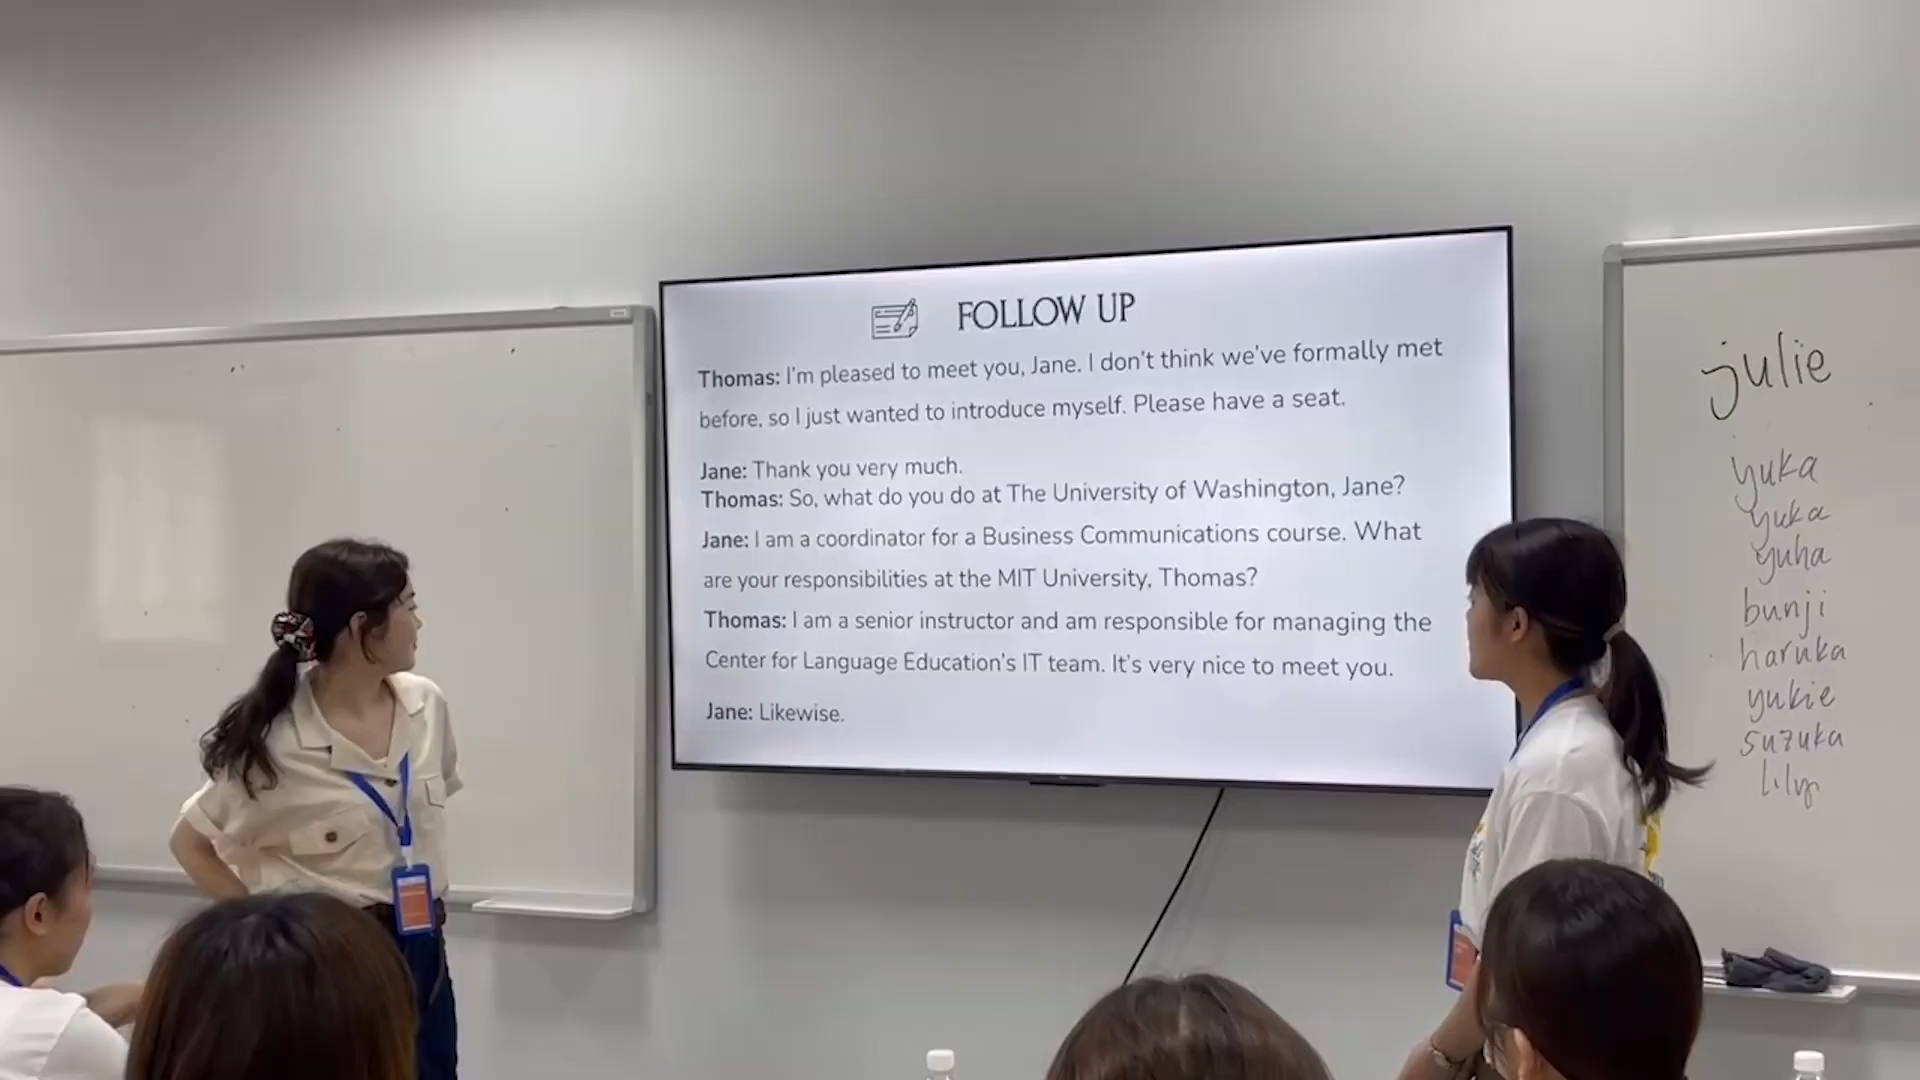 FOLLOW UP
Thomas: I'm pleased to meet you, Jane. I don't think we've formally met
before, so I just wanted to introduce myself. Please have a seat.
Jane: Thank you very much.
Thomas: So, what do you do at The University of Washington, Jane?
Jane: I am a coordinator for a Business Communications course. What
are your responsibilities at the MIT University, Thomas?
Thomas: I am a senior instructor and am responsible for managing the
Center for Language Education's IT team. It's very nice to meet you.
Jane: Likewise.
julie
yuka
yuka
yuha
bunji
haruka
yukie
suzuka
lily